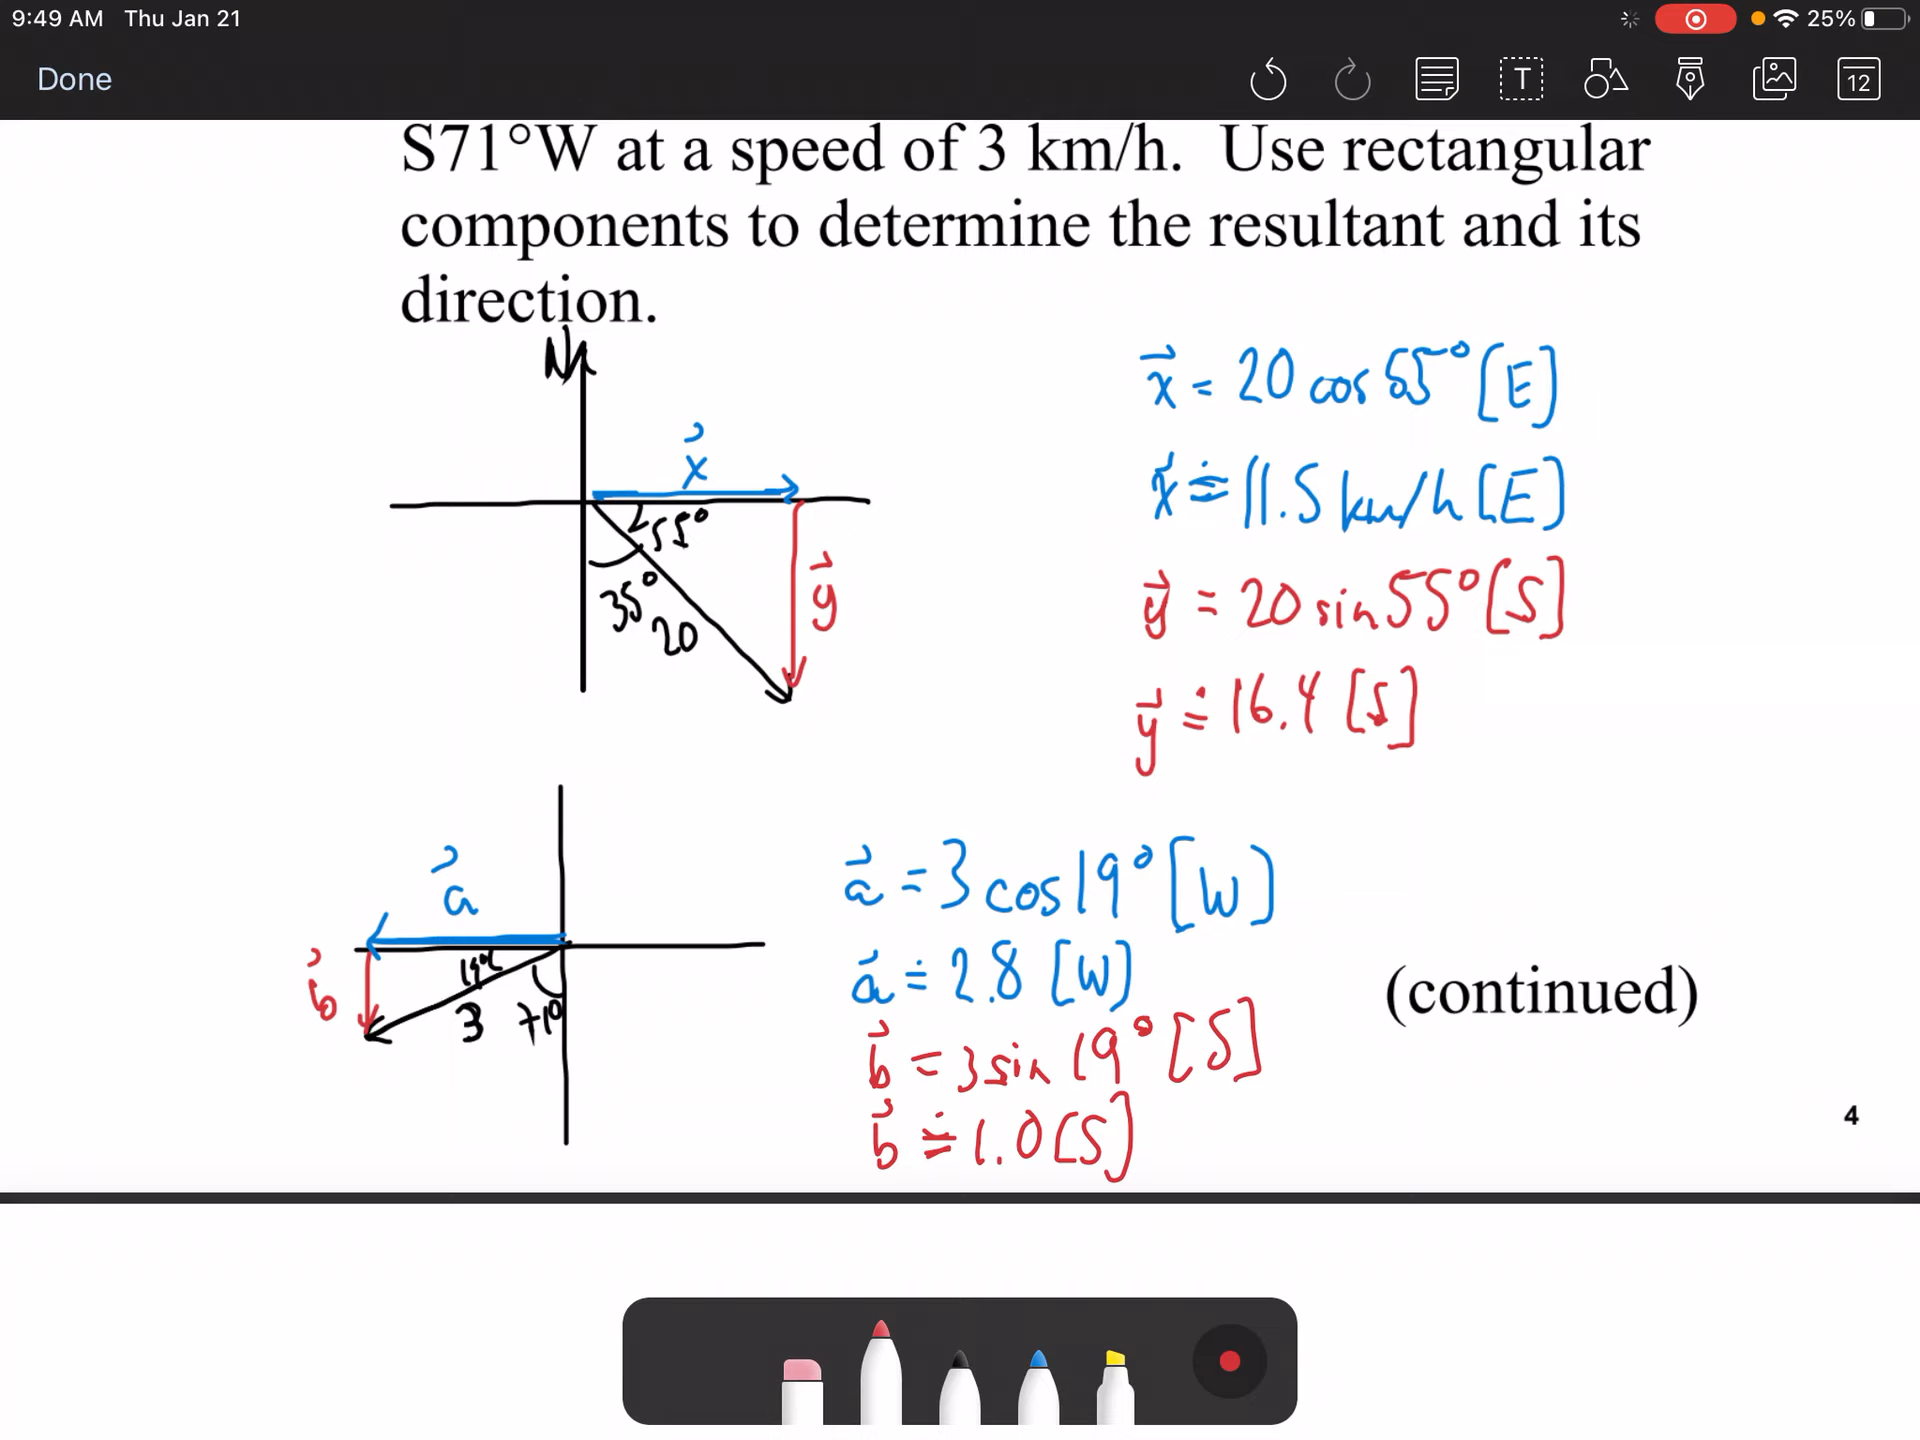 9:49 AM Thu Jan 21
25%
Done
T
12
S71°W at a speed of 3 km/h. Use rectangular
components to determine the resultant and its
direction.
N
x⃗
55°
35°
20
y⃗
x⃗ = 20 cos 55° [E]
x⃗ ≐ 11.5 km/h [E]
y⃗ = 20 sin 55° [S]
y⃗ ≐ 16.4 [S]
a⃗
b⃗
19°
3
71°
a⃗ = 3 cos 19° [W]
a⃗ ≐ 2.8 [W]
b⃗ = 3 sin 19° [S]
b⃗ ≐ 1.0 [S]
(continued)
4